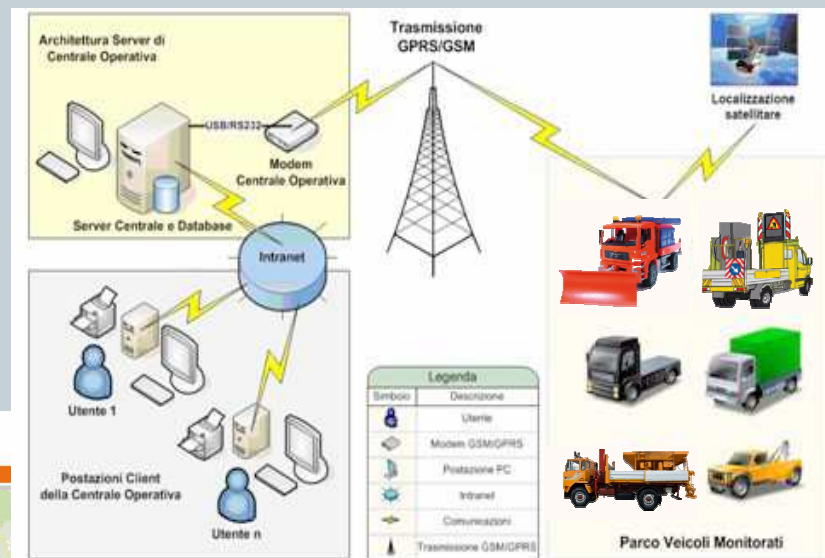 Architettura Server di
Centrale Operativa
USB/RS232
Modem
Centrale Operativa
Server Centrale e Database
Trasmissione
GPRS/GSM
Localizzazione
satellitare
Intranet
Utente 1
Postazioni Client
della Centrale Operativa
Utente n
Legenda
Simbolo Descrizione
Utente
Modem GSM/GPRS
Postazione PC
Intranet
Comunicazioni
Trasmissione GSM/GPRS
Parco Veicoli Monitorati